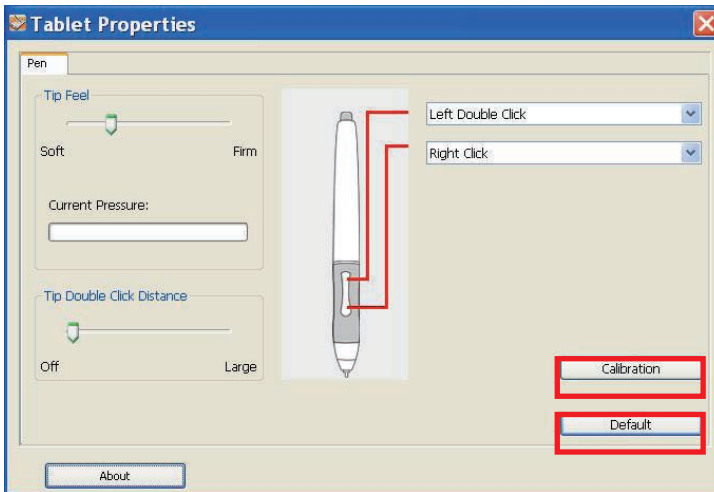 Tablet Properties
Pen
Tip Feel
Soft
Firm
Current Pressure:
Tip Double Click Distance
Off
Large
Left Double Click
Right Click
Calibration
Default
About